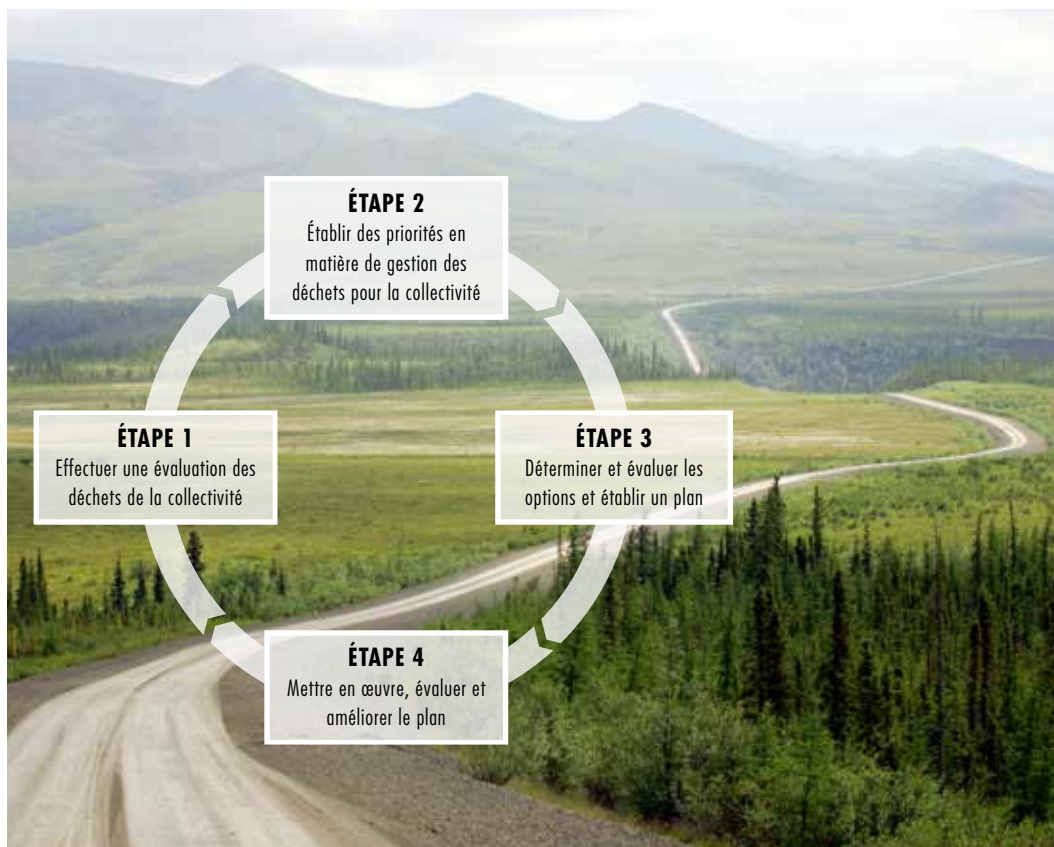 ÉTAPE 2
Établir des priorités en
matière de gestion des
déchets pour la collectivité
ÉTAPE 1
Effectuer une évaluation des
déchets de la collectivité
ÉTAPE 3
Déterminer et évaluer les
options et établir un plan
ÉTAPE 4
Mettre en œuvre, évaluer et
améliorer le plan